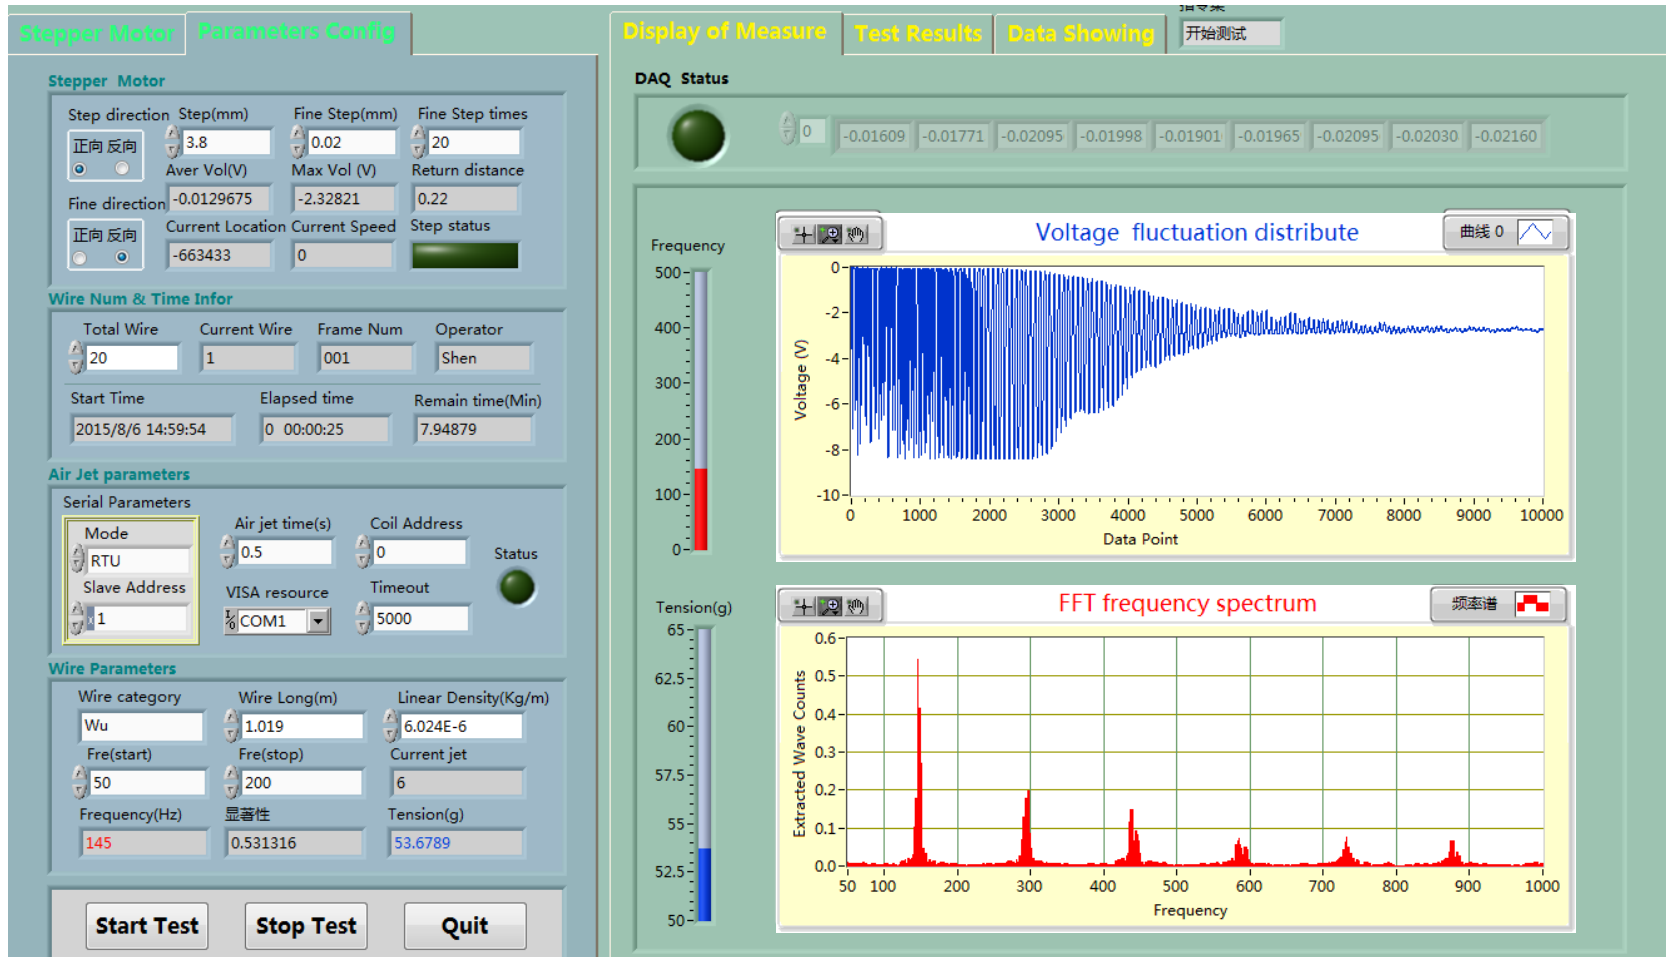 Stepper Motor Parameters Config
Display of Measure Test Results Data Showing
指令集
开始测试
Stepper Motor
Step direction Step(mm) Fine Step(mm) Fine Step times
正向 反向 3.8 0.02 20
Aver Vol(V) Max Vol (V) Return distance
Fine direction -0.0129675 -2.32821 0.22
Current Location Current Speed Step status
正向 反向 -663433 0
Wire Num & Time Infor
Total Wire Current Wire Frame Num Operator
20 1 001 Shen
Start Time Elapsed time Remain time(Min)
2015/8/6 14:59:54 0 00:00:25 7.94879
Air Jet parameters
Serial Parameters
Mode Air jet time(s) Coil Address
RTU 0.5 0
Status
Slave Address VISA resource Timeout
x 1 I/O COM1 5000
Wire Parameters
Wire category Wire Long(m) Linear Density(Kg/m)
Wu 1.019 6.024E-6
Fre(start) Fre(stop) Current jet
50 200 6
Frequency(Hz) 显著性 Tension(g)
145 0.531316 53.6789
Start Test Stop Test Quit
DAQ Status
0 -0.01609 -0.01771 -0.02095 -0.01998 -0.01901 -0.01965 -0.02095 -0.02030 -0.02160
Frequency
500
400
300
200
100
0
Voltage fluctuation distribute
曲线 0
Voltage (V)
0
-2
-4
-6
-8
-10
0 1000 2000 3000 4000 5000 6000 7000 8000 9000 10000
Data Point
Tension(g)
65
62.5
60
57.5
55
52.5
50
FFT frequency spectrum
频率谱
Extracted Wave Counts
0.6
0.5
0.4
0.3
0.2
0.1
0.0
50 100 200 300 400 500 600 700 800 900 1000
Frequency